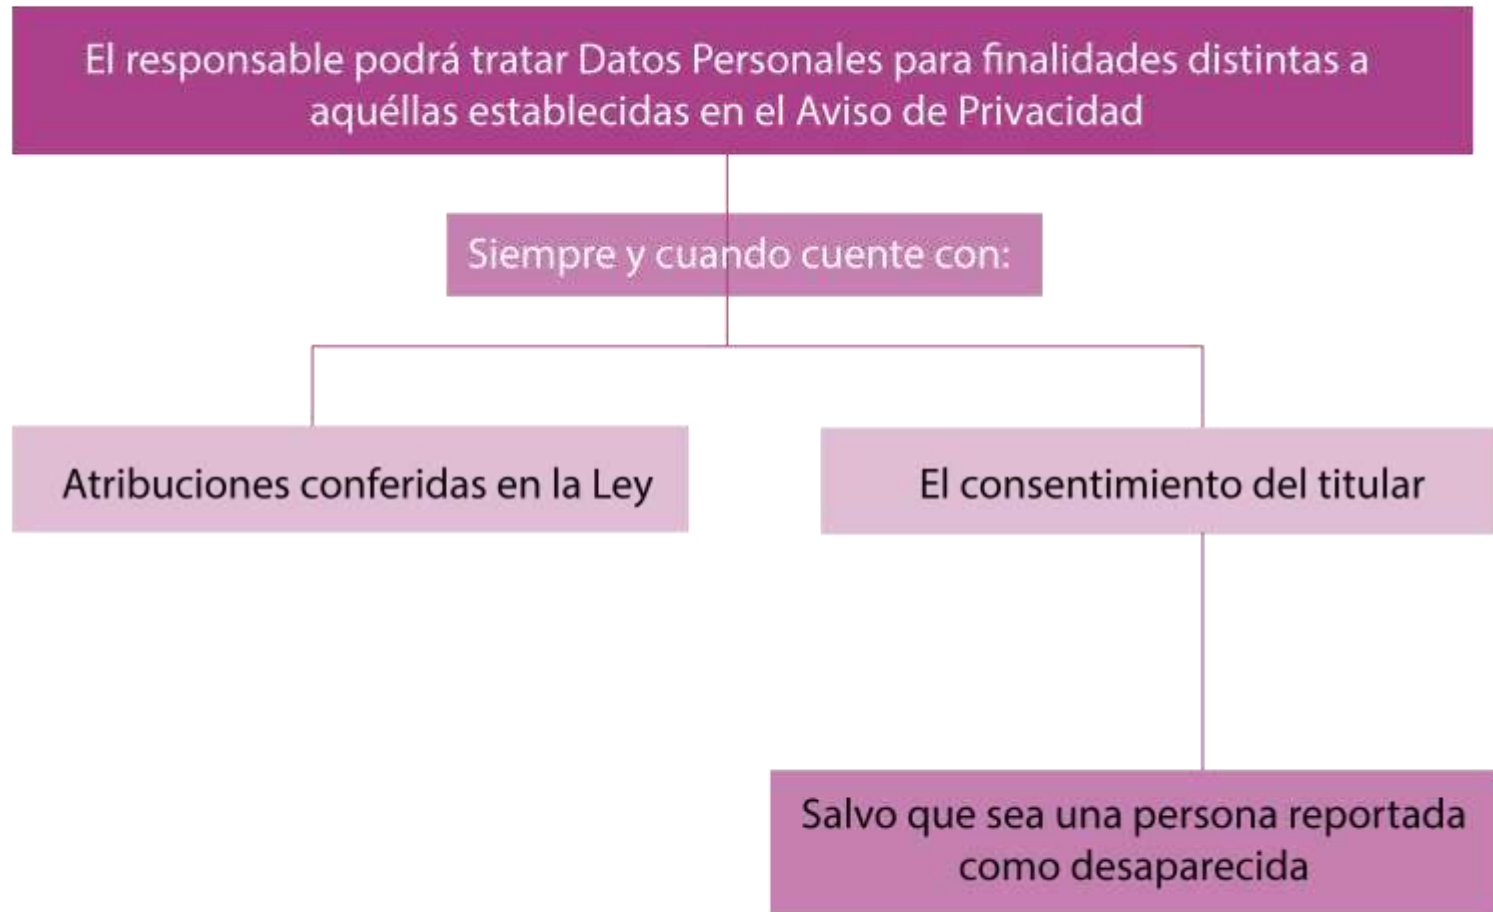 El responsable podrá tratar Datos Personales para finalidades distintas a
aquéllas establecidas en el Aviso de Privacidad
Siempre y cuando cuente con:
Atribuciones conferidas en la Ley
El consentimiento del titular
Salvo que sea una persona reportada
como desaparecida